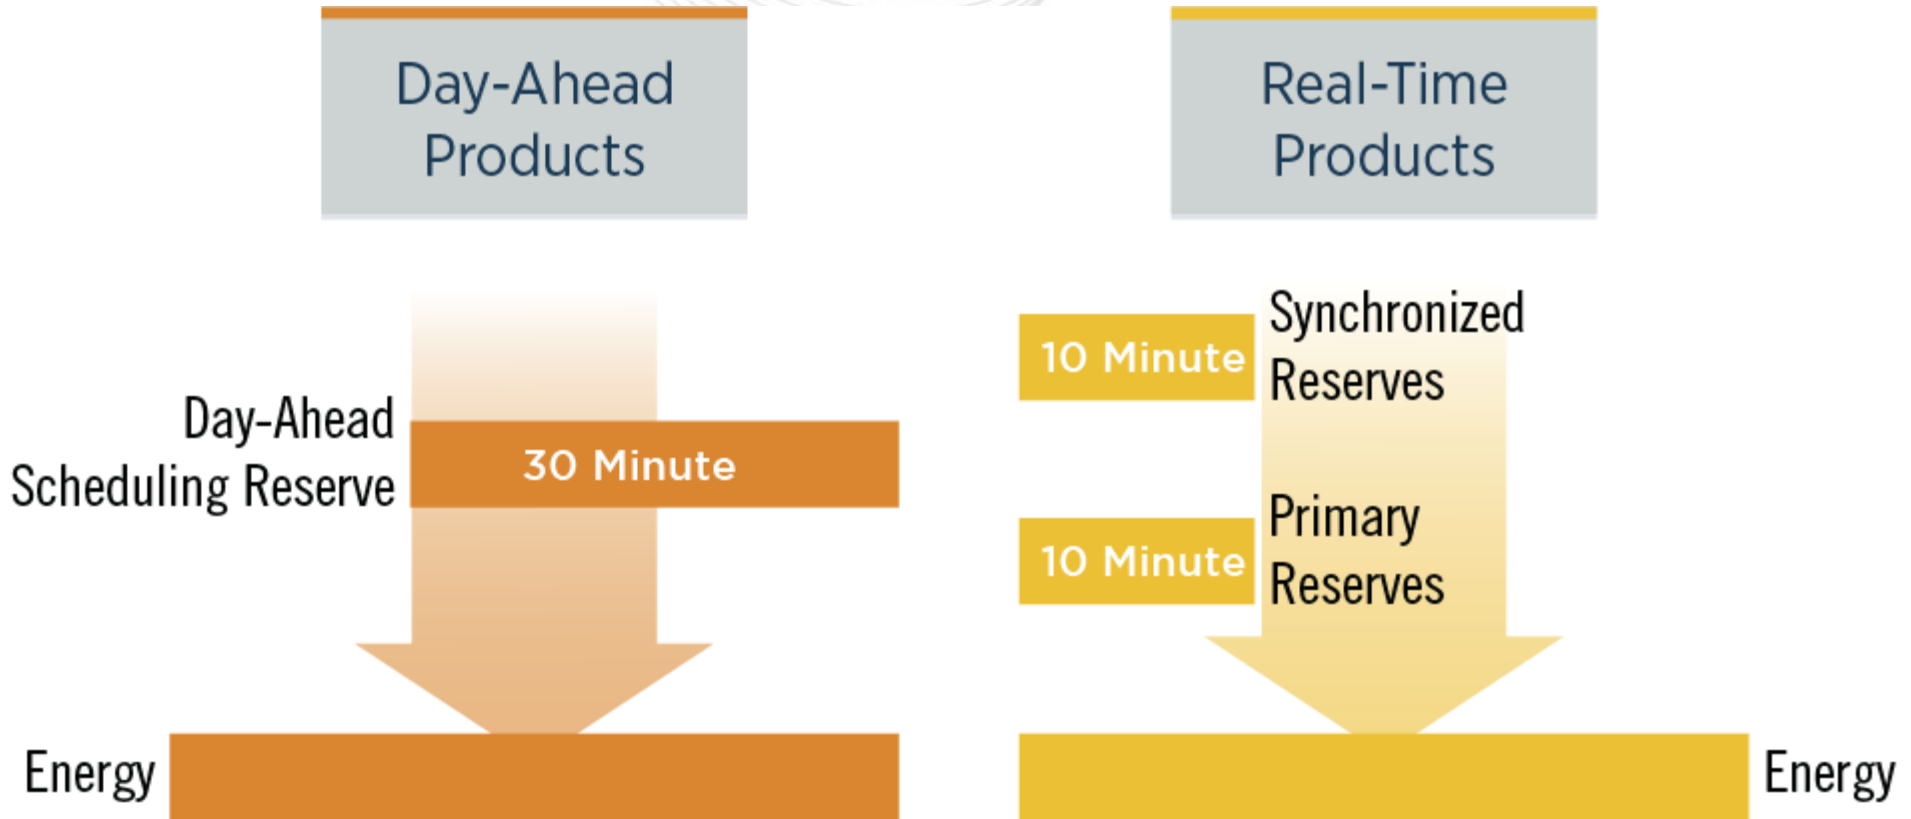 Day-Ahead
Products
Day-Ahead
Scheduling Reserve
30 Minute
Energy
Real-Time
Products
10 Minute
Synchronized
Reserves
10 Minute
Primary
Reserves
Energy